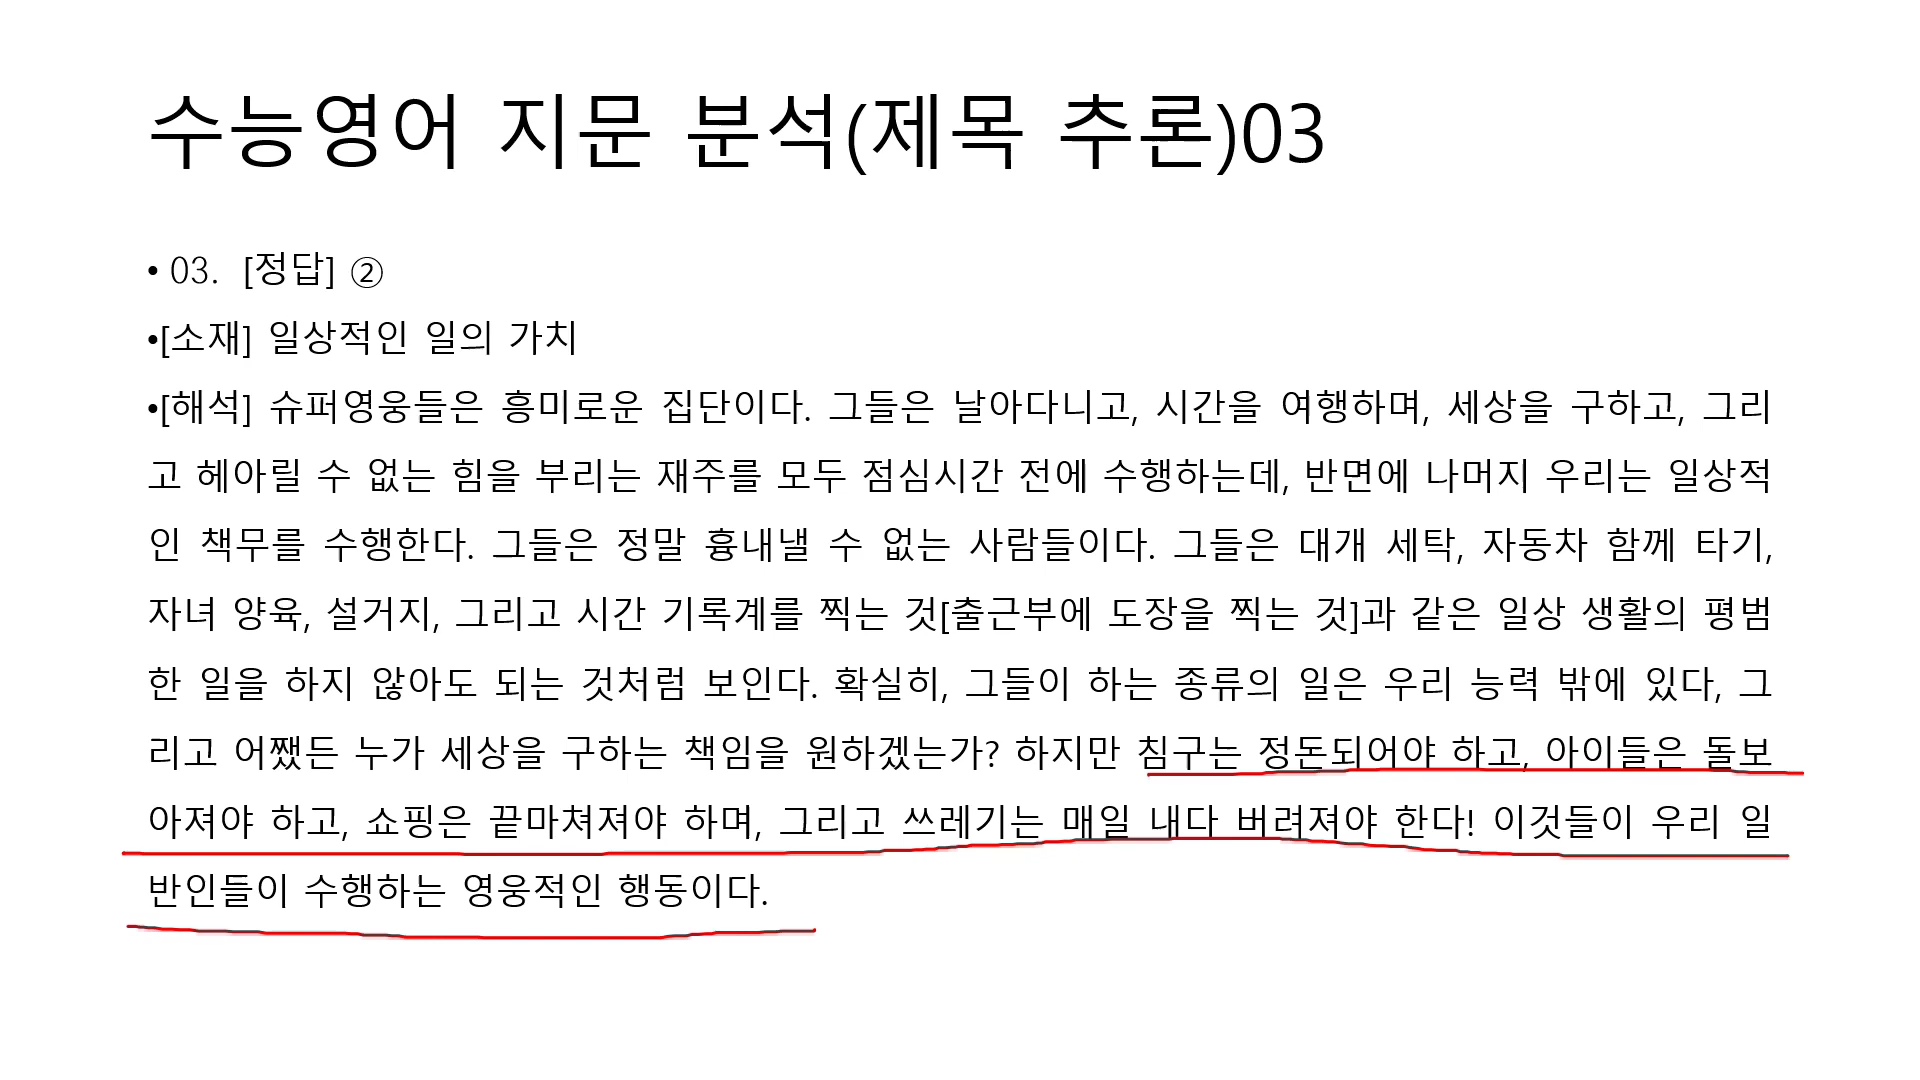 수능영어 지문 분석(제목 추론)03
• 03. [정답] ②
•[소재] 일상적인 일의 가치
•[해석] 슈퍼영웅들은 흥미로운 집단이다. 그들은 날아다니고, 시간을 여행하며, 세상을 구하고, 그리
고 헤아릴 수 없는 힘을 부리는 재주를 모두 점심시간 전에 수행하는데, 반면에 나머지 우리는 일상적
인 책무를 수행한다. 그들은 정말 흉내낼 수 없는 사람들이다. 그들은 대개 세탁, 자동차 함께 타기,
자녀 양육, 설거지, 그리고 시간 기록계를 찍는 것[출근부에 도장을 찍는 것]과 같은 일상 생활의 평범
한 일을 하지 않아도 되는 것처럼 보인다. 확실히, 그들이 하는 종류의 일은 우리 능력 밖에 있다, 그
리고 어쨌든 누가 세상을 구하는 책임을 원하겠는가? 하지만 침구는 정돈되어야 하고, 아이들은 돌보
아져야 하고, 쇼핑은 끝마쳐져야 하며, 그리고 쓰레기는 매일 내다 버려져야 한다! 이것들이 우리 일
반인들이 수행하는 영웅적인 행동이다.